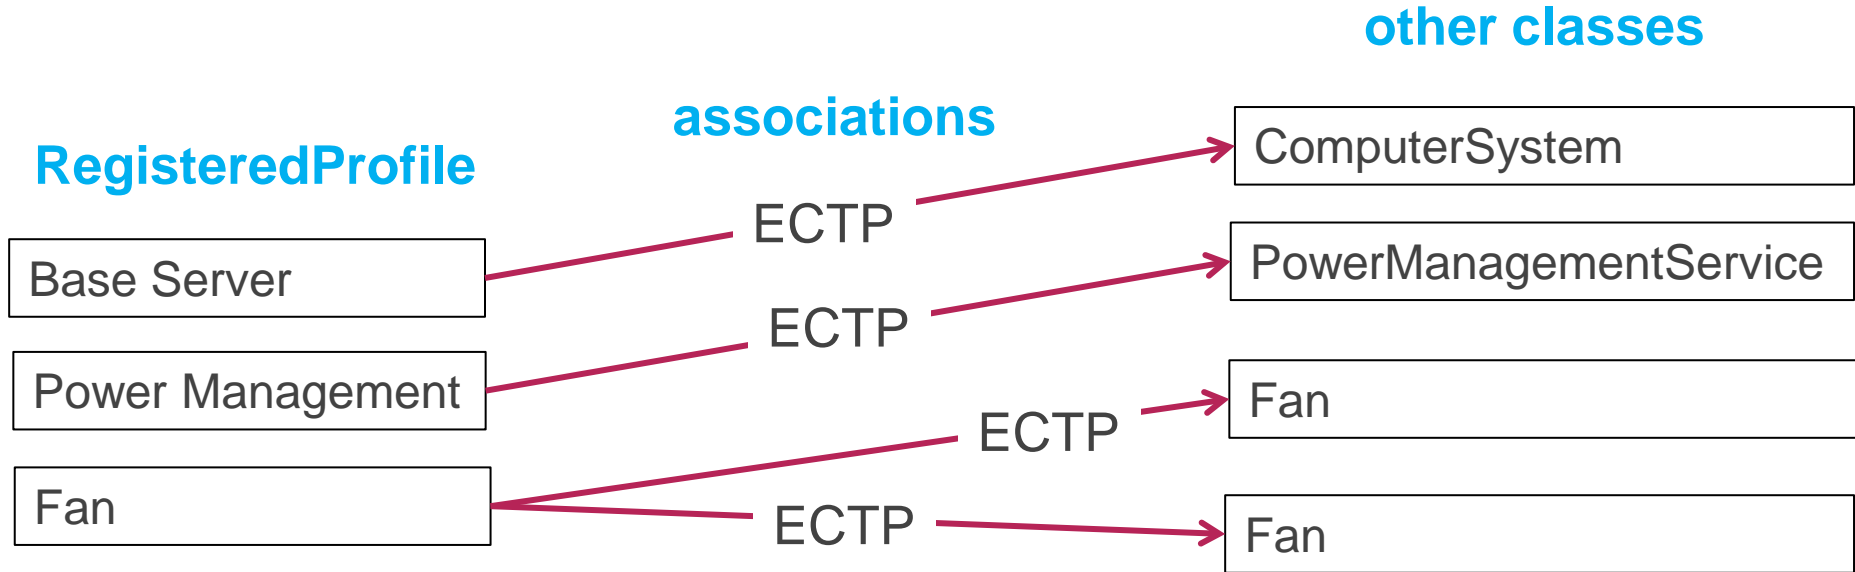 other classes
associations
RegisteredProfile
ComputerSystem
ECTP
PowerManagementService
Base Server
ECTP
Power Management
Fan
ECTP
Fan
ECTP
Fan